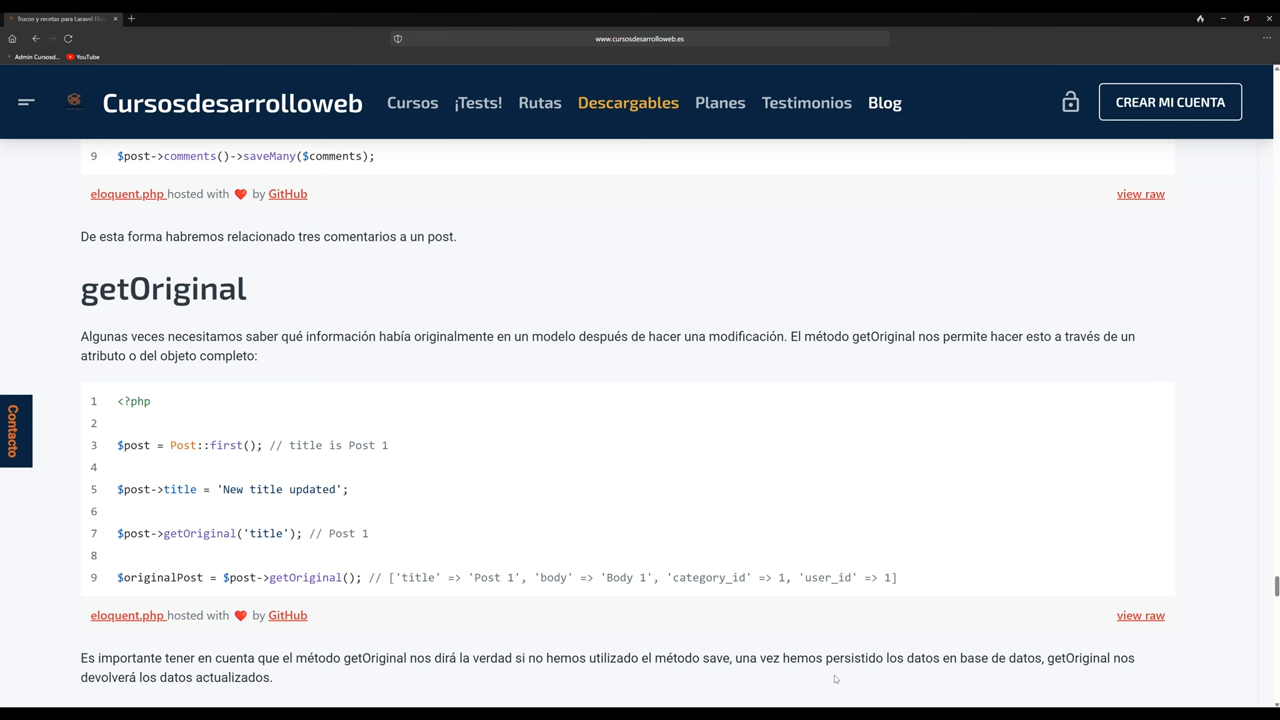 Trucos y recetas para Laravel Elo
www.cursosdesarrolloweb.es
Admin Cursosd... YouTube
Cursosdesarrolloweb Cursos ¡Tests! Rutas Descargables Planes Testimonios Blog CREAR MI CUENTA
9 $post->comments()->saveMany($comments);
eloquent.php hosted with ❤ by GitHub view raw
De esta forma habremos relacionado tres comentarios a un post.
getOriginal
Algunas veces necesitamos saber qué información había originalmente en un modelo después de hacer una modificación. El método getOriginal nos permite hacer esto a través de un
atributo o del objeto completo:
Contacto
1 <?php
2
3 $post = Post::first(); // title is Post 1
4
5 $post->title = 'New title updated';
6
7 $post->getOriginal('title'); // Post 1
8
9 $originalPost = $post->getOriginal(); // ['title' => 'Post 1', 'body' => 'Body 1', 'category_id' => 1, 'user_id' => 1]
eloquent.php hosted with ❤ by GitHub view raw
Es importante tener en cuenta que el método getOriginal nos dirá la verdad si no hemos utilizado el método save, una vez hemos persistido los datos en base de datos, getOriginal nos
devolverá los datos actualizados.